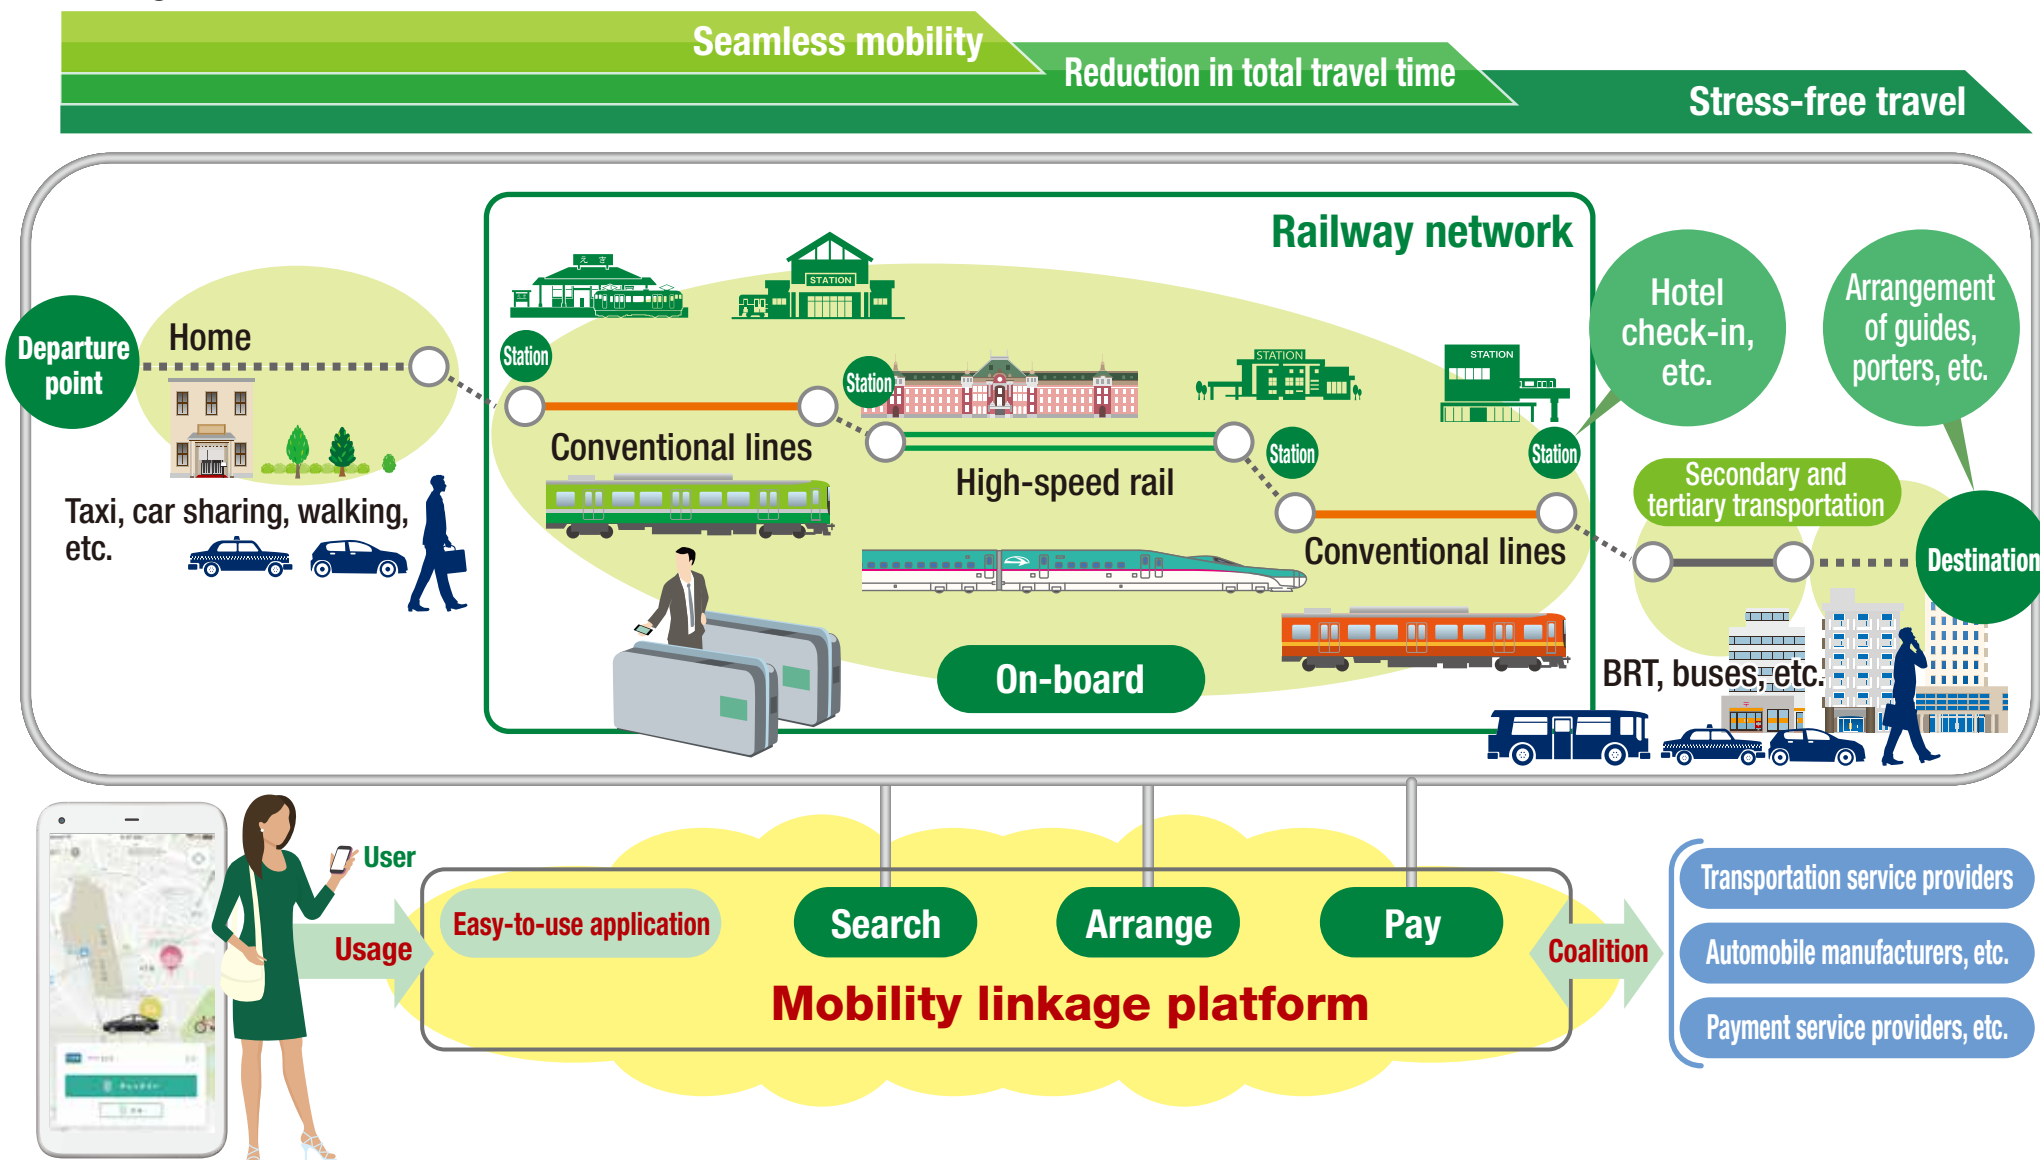 Seamless mobility
Reduction in total travel time
Stress-free travel
Railway network
Departure
point
Home
Taxi, car sharing, walking,
etc.
Station
STATION
Conventional lines
Station
High-speed rail
STATION
Station
Conventional lines
STATION
Station
On-board
Hotel
check-in,
etc.
Arrangement
of guides,
porters, etc.
Secondary and
tertiary transportation
Destination
BRT, buses, etc.
User
Usage
Easy-to-use application
Search
Arrange
Pay
Mobility linkage platform
Coalition
Transportation service providers
Automobile manufacturers, etc.
Payment service providers, etc.